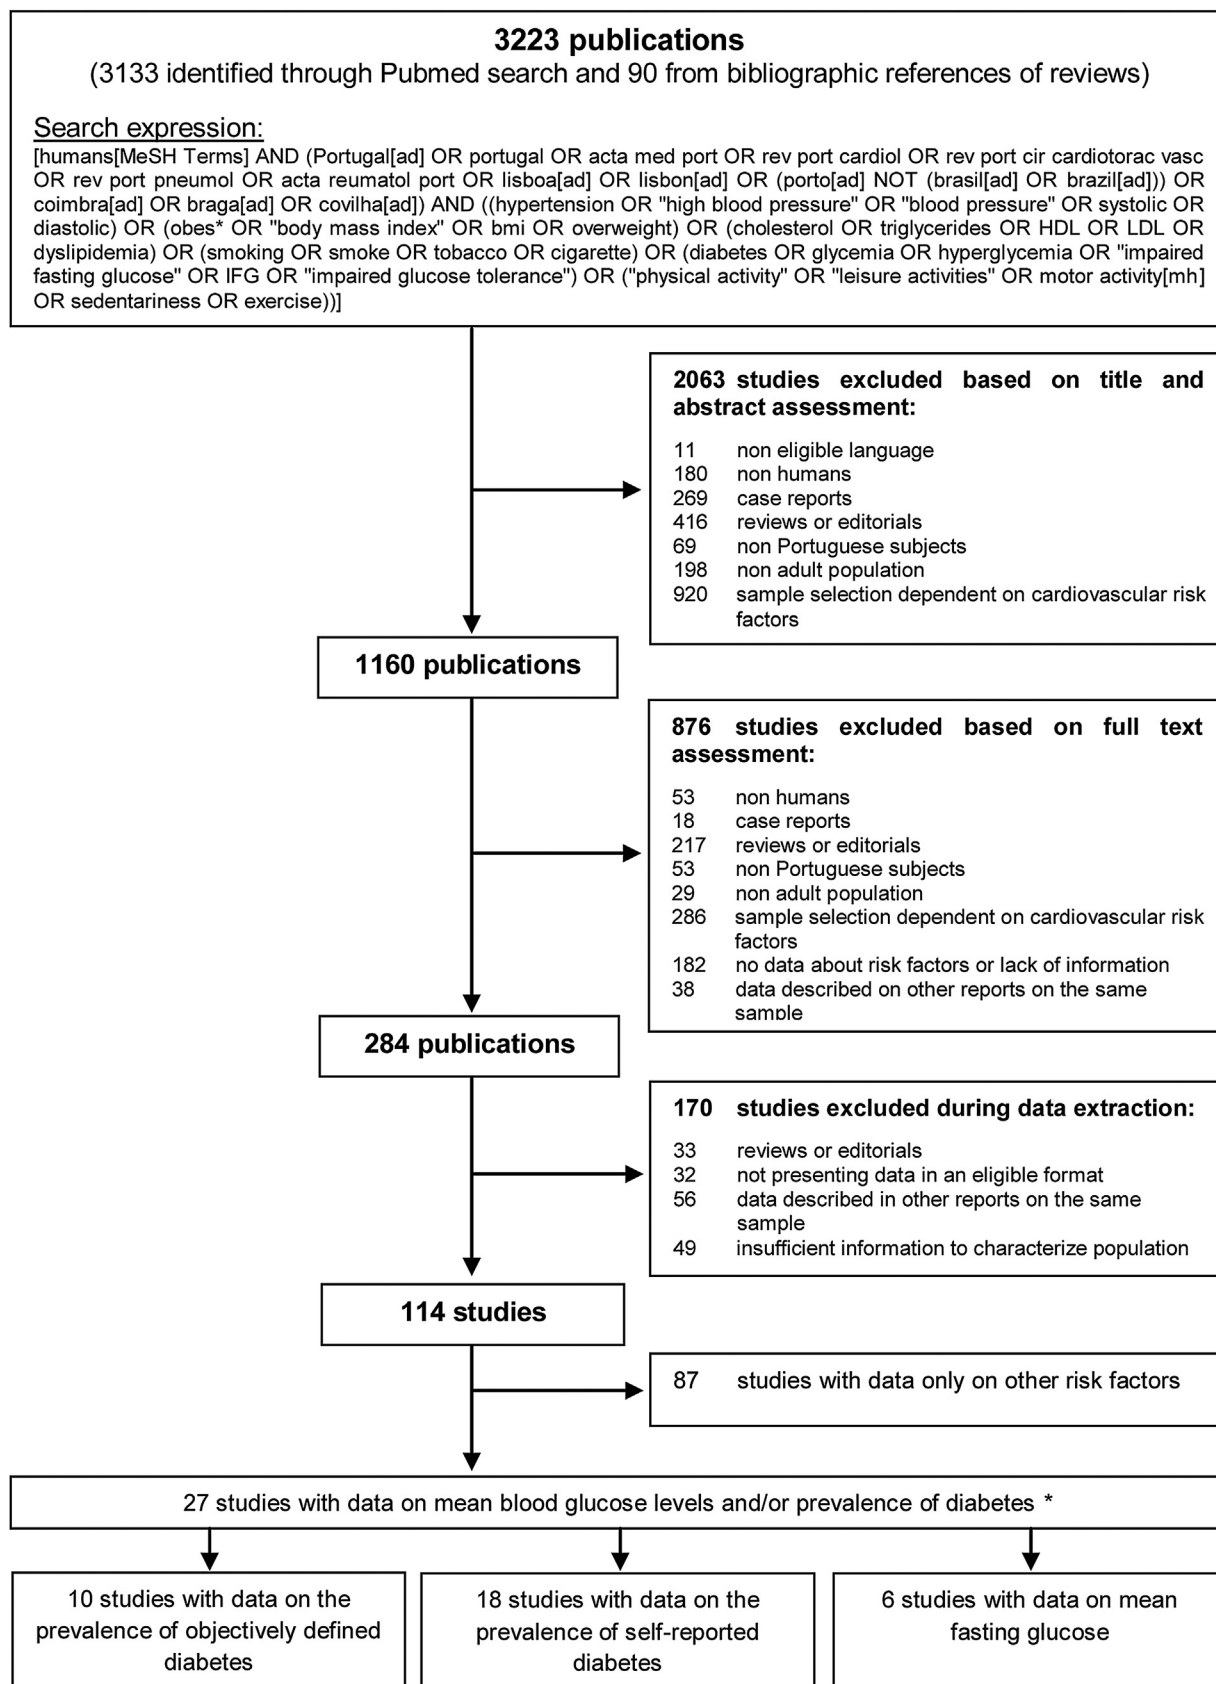 3223 publications
(3133 identified through Pubmed search and 90 from bibliographic references of reviews)
Search expression:
[humans[MeSH Terms] AND (Portugal[ad] OR portugal OR acta med port OR rev port cardiol OR rev port cir cardiotorac vasc
OR rev port pneumol OR acta reumatol port OR lisboa[ad] OR lisbon[ad] OR (porto[ad] NOT (brasil[ad] OR brazil[ad])) OR
coimbra[ad] OR braga[ad] OR covilha[ad]) AND ((hypertension OR "high blood pressure" OR "blood pressure" OR systolic OR
diastolic) OR (obes* OR "body mass index" OR bmi OR overweight) OR (cholesterol OR triglycerides OR HDL OR LDL OR
dyslipidemia) OR (smoking OR smoke OR tobacco OR cigarette) OR (diabetes OR glycemia OR hyperglycemia OR "impaired
fasting glucose" OR IFG OR "impaired glucose tolerance") OR ("physical activity" OR "leisure activities" OR motor activity[mh]
OR sedentariness OR exercise))]
2063 studies excluded based on title and
abstract assessment:
11 non eligible language
180 non humans
269 case reports
416 reviews or editorials
69 non Portuguese subjects
198 non adult population
920 sample selection dependent on cardiovascular risk
factors
1160 publications
876 studies excluded based on full text
assessment:
53 non humans
18 case reports
217 reviews or editorials
53 non Portuguese subjects
29 non adult population
286 sample selection dependent on cardiovascular risk
factors
182 no data about risk factors or lack of information
38 data described on other reports on the same
sample
284 publications
170 studies excluded during data extraction:
33 reviews or editorials
32 not presenting data in an eligible format
56 data described in other reports on the same
sample
49 insufficient information to characterize population
114 studies
87 studies with data only on other risk factors
27 studies with data on mean blood glucose levels and/or prevalence of diabetes *
10 studies with data on the
prevalence of objectively defined
diabetes
18 studies with data on the
prevalence of self-reported
diabetes
6 studies with data on mean
fasting glucose